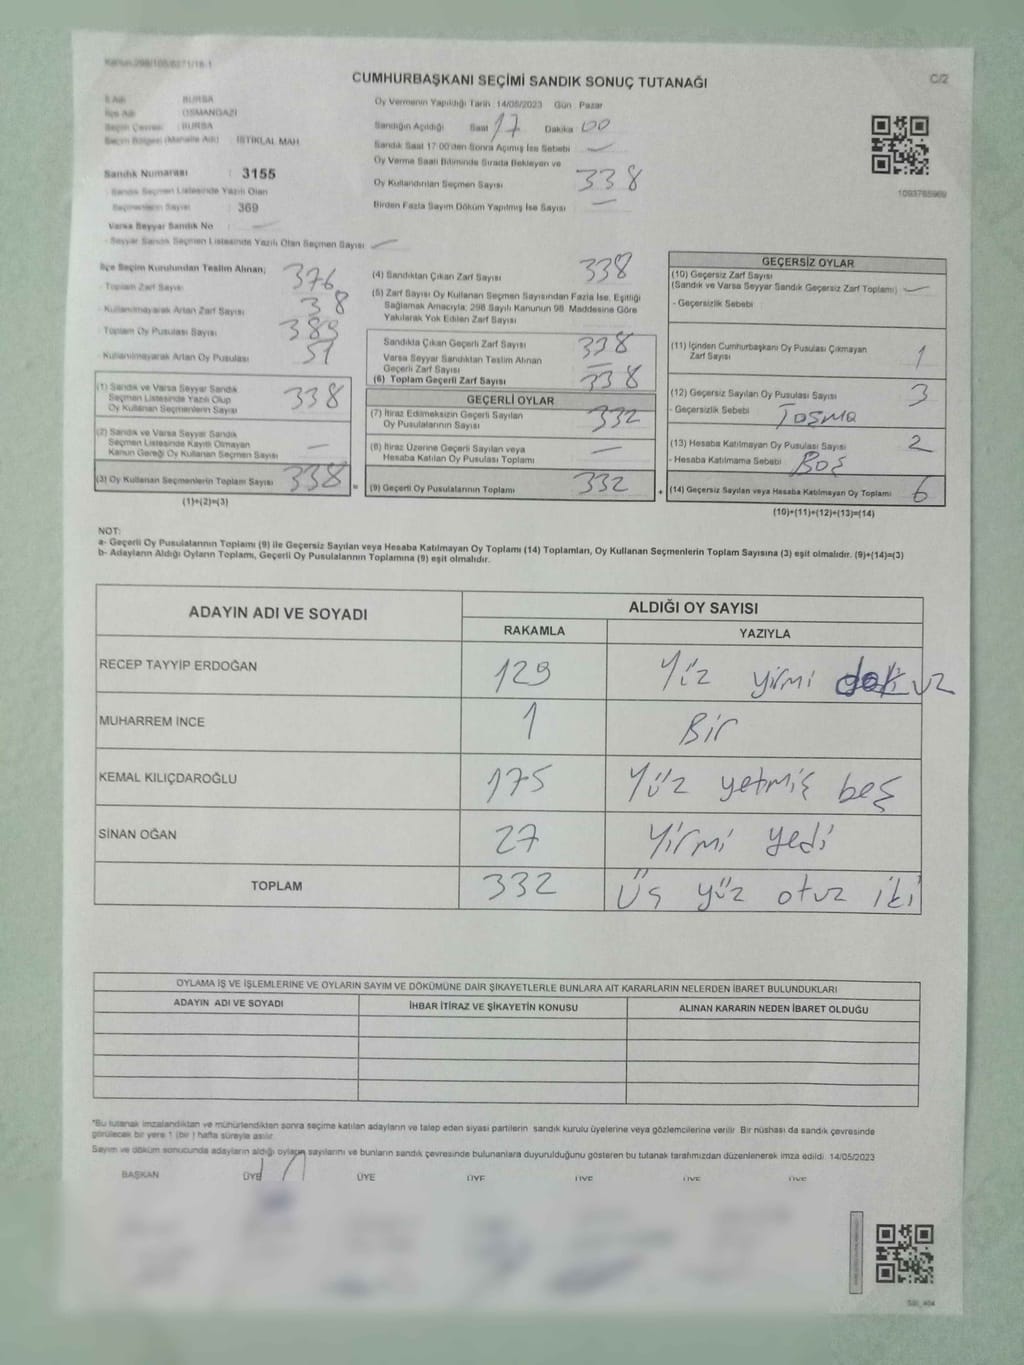 Kanun:298/105/6271/18-1
CUMHURBAŞKANI SEÇİMİ SANDIK SONUÇ TUTANAĞI
C/2
İl Adı BURSA
İlçe Adı OSMANGAZİ
Seçim Çevresi : BURSA
Seçim Bölgesi (Mahalle Adı) : İSTİKLAL MAH
Sandık Numarası : 3155
Sandık Seçmen Listesinde Yazılı Olan
Seçmenlerin Sayısı : 369
Varsa Seyyar Sandık No :
- Seyyar Sandık Seçmen Listesinde Yazılı Olan Seçmen Sayısı : —
Oy Vermenin Yapıldığı Tarih 14/05/2023 Gün Pazar
Sandığın Açıldığı Saat 17 Dakika 00
Sandık Saat 17:00'den Sonra Açımış İse Sebebi —
Oy Verme Saati Bitiminde Sırada Bekleyen ve
Oy Kullandırılan Seçmen Sayısı 338
Birden Fazla Sayım Döküm Yapılmış İse Sayısı —
1093765969
İlçe Seçim Kurulundan Teslim Alınan;
- Toplam Zarf Sayısı 376
- Kullanılmayarak Artan Zarf Sayısı 38
- Toplam Oy Pusulası Sayısı 389
- Kullanılmayarak Artan Oy Pusulası 51
(1) Sandık ve Varsa Seyyar Sandık
Seçmen Listesinde Yazılı Olup
Oy Kullanan Seçmenlerin Sayısı 338
(2) Sandık ve Varsa Seyyar Sandık
Seçmen Listesinde Kayıtlı Olmayan
Kanun Gereği Oy Kullanan Seçmen Sayısı —
(3) Oy Kullanan Seçmenlerin Toplam Sayısı 338
(1)+(2)=(3)
(4) Sandıktan Çıkan Zarf Sayısı 338
(5) Zarf Sayısı Oy Kullanan Seçmen Sayısından Fazla İse, Eşitliği
Sağlamak Amacıyla; 298 Sayılı Kanunun 98. Maddesine Göre
Yakılarak Yok Edilen Zarf Sayısı —
Sandıkta Çıkan Geçerli Zarf Sayısı 338
Varsa Seyyar Sandıktan Teslim Alınan
Geçerli Zarf Sayısı —
(6) Toplam Geçerli Zarf Sayısı 338
GEÇERLİ OYLAR
(7) İtiraz Edilmeksizin Geçerli Sayılan
Oy Pusulalarının Sayısı 332
(8) İtiraz Üzerine Geçerli Sayılan veya
Hesaba Katılan Oy Pusulası Toplamı —
= (9) Geçerli Oy Pusulalarının Toplamı 332
GEÇERSİZ OYLAR
(10) Geçersiz Zarf Sayısı
(Sandık ve Varsa Seyyar Sandık Geçersiz Zarf Toplamı) —
- Geçersizlik Sebebi :
(11) İçinden Cumhurbaşkanı Oy Pusulası Çıkmayan
Zarf Sayısı 1
(12) Geçersiz Sayılan Oy Pusulası Sayısı 3
- Geçersizlik Sebebi Taşma
(13) Hesaba Katılmayan Oy Pusulası Sayısı 2
- Hesaba Katılmama Sebebi Boş
+ (14) Geçersiz Sayılan veya Hesaba Katılmayan Oy Toplamı 6
(10)+(11)+(12)+(13)=(14)
NOT:
a- Geçerli Oy Pusulalarının Toplamı (9) ile Geçersiz Sayılan veya Hesaba Katılmayan Oy Toplamı (14) Toplamları, Oy Kullanan Seçmenlerin Toplam Sayısına (3) eşit olmalıdır. (9)+(14)=(3)
b- Adayların Aldığı Oyların Toplamı, Geçerli Oy Pusulalarının Toplamına (9) eşit olmalıdır.
ADAYIN ADI VE SOYADI ALDIĞI OY SAYISI
RAKAMLA YAZIYLA
RECEP TAYYİP ERDOĞAN 129 Yüz yirmi dokuz
MUHARREM İNCE 1 Bir
KEMAL KILIÇDAROĞLU 175 Yüz yetmiş beş
SİNAN OĞAN 27 Yirmi yedi
TOPLAM 332 Üç yüz otuz iki
OYLAMA İŞ VE İŞLEMLERİNE VE OYLARIN SAYIM VE DÖKÜMÜNE DAİR ŞİKAYETLERLE BUNLARA AİT KARARLARIN NELERDEN İBARET BULUNDUKLARI
ADAYIN ADI VE SOYADI İHBAR İTİRAZ VE ŞİKAYETİN KONUSU ALINAN KARARIN NEDEN İBARET OLDUĞU
*Bu tutanak imzalandıktan ve mühürlendikten sonra seçime katılan adayların ve talep eden siyasi partilerin sandık kurulu üyelerine veya gözlemcilerine verilir. Bir nüshası da sandık çevresinde
görülecek bir yere 1 (bir) hafta süreyle asılır.
Sayım ve döküm sonucunda adayların aldığı oyların sayılarını ve bunların sandık çevresinde bulunanlara duyurulduğunu gösteren bu tutanak tarafımızdan düzenlenerek imza edildi. 14/05/2023
BAŞKAN ÜYE ÜYE ÜYE ÜYE ÜYE ÜYE